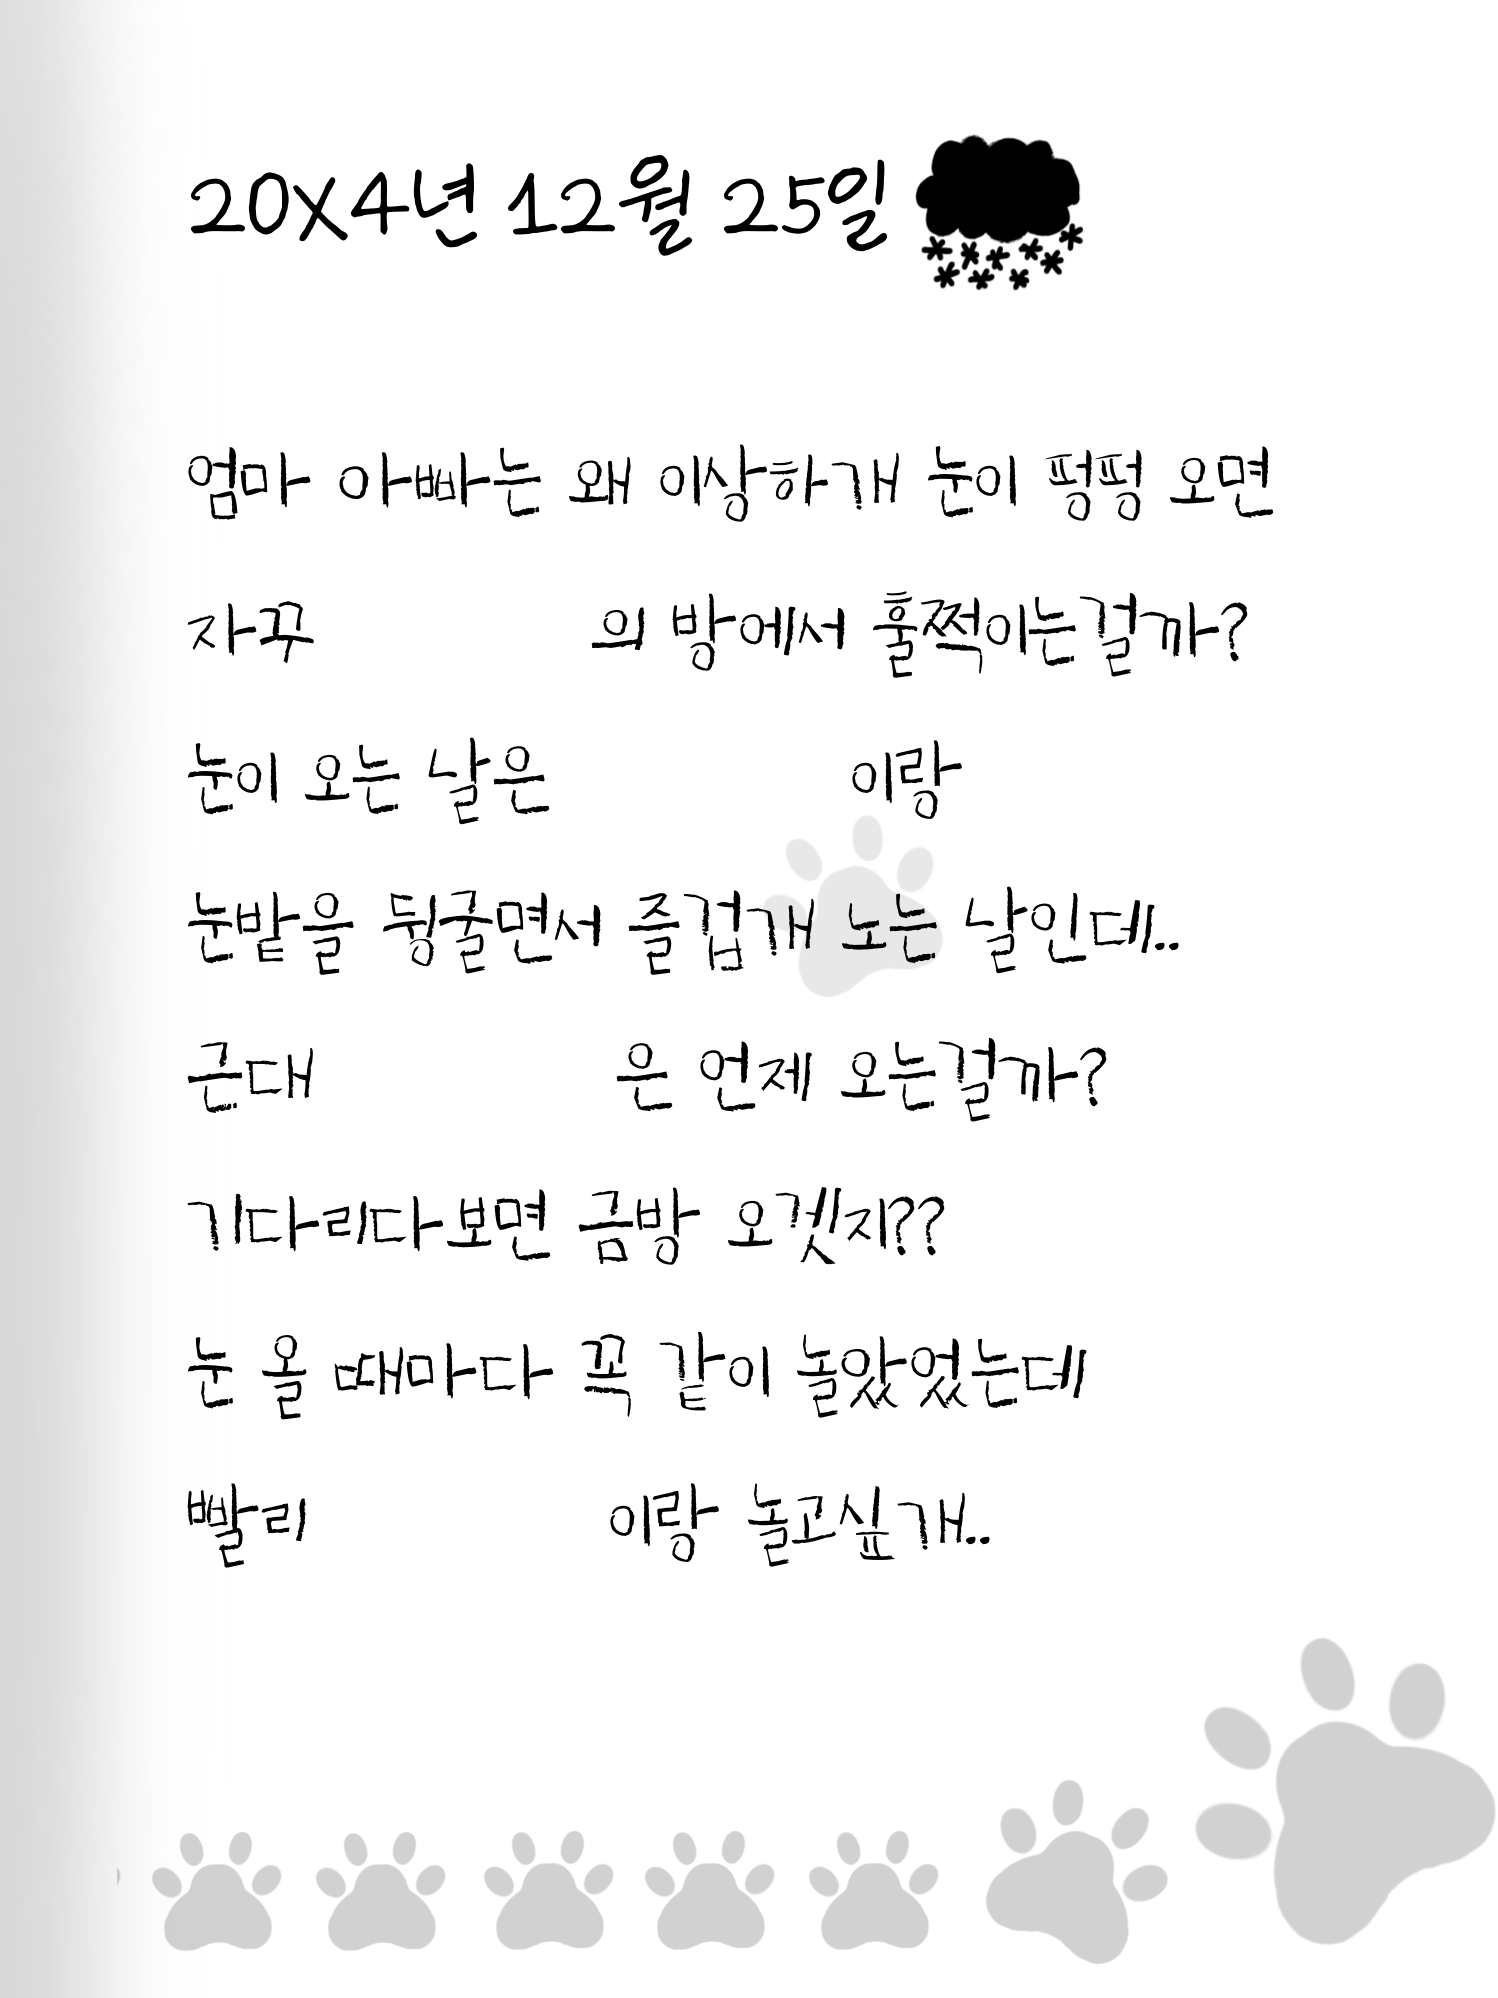 20X4년 12월 25일
엄마 아빠는 왜 이상하개 눈이 펑펑 오면
자꾸 의 방에서 훌쩍이는걸까?
눈이 오는 날은 이랑
눈밭을 뒹굴면서 즐겁개 노는 날인데..
근대 은 언제 오는걸까?
기다리다보면 금방 오겟지??
눈 올 때마다 꼭 같이 놀았었는데
빨리 이랑 놀고싶개..